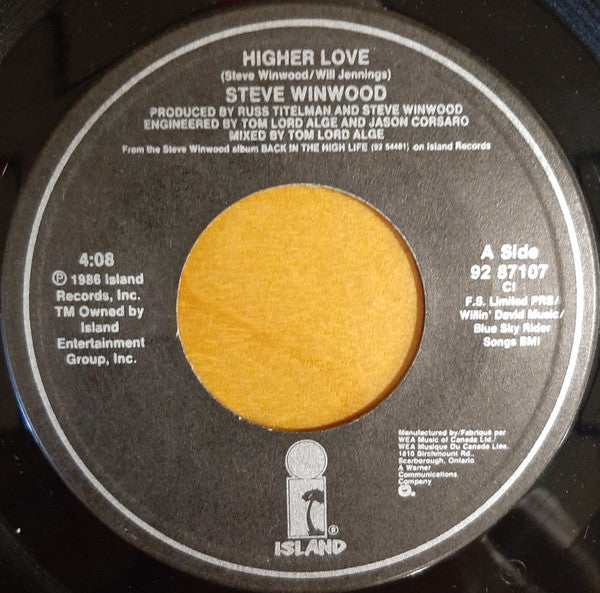 HIGHER LOVE
(Steve Winwood/Will Jennings)
STEVE WINWOOD
PRODUCED BY RUSS TITELMAN AND STEVE WINWOOD
ENGINEERED BY TOM LORD ALGE AND JASON CORSARO
MIXED BY TOM LORD ALGE
From the Steve Winwood album BACK IN THE HIGH LIFE (92 54481) on Island Records
4:08
℗ 1986 Island
Records, Inc.
TM Owned by
Island
Entertainment
Group, Inc.
A Side
92 87107
C1
F.S. Limited PRS/
Willin' David Music/
Blue Sky Rider
Songs BMI
Manufactured by/Fabriqué par
WEA Music of Canada Ltd./
WEA Musique Du Canada Ltée.
1810 Birchmount Rd.,
Scarborough, Ontario
A Warner
Communications
Company
ISLAND
®